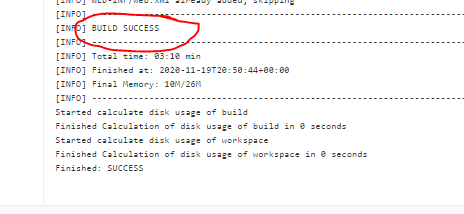 [INFO] WEB-INF/web.xml already added, skipping
[INFO] ------------------------------------------------------------------------
[INFO] BUILD SUCCESS
[INFO] ------------------------------------------------------------------------
[INFO] Total time: 03:10 min
[INFO] Finished at: 2020-11-19T20:50:44+00:00
[INFO] Final Memory: 10M/26M
[INFO] ------------------------------------------------------------------------
Started calculate disk usage of build
Finished Calculation of disk usage of build in 0 seconds
Started calculate disk usage of workspace
Finished Calculation of disk usage of workspace in 0 seconds
Finished: SUCCESS